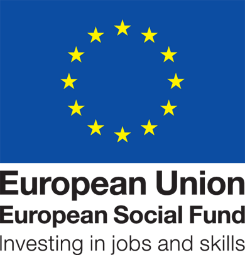 European Union
European Social Fund
Investing in jobs and skills